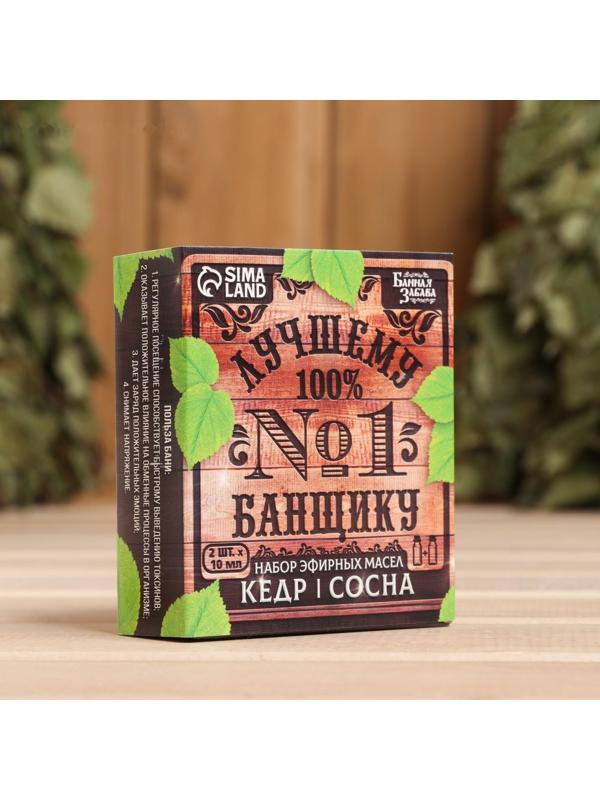 SIMA
LAND
БАННАЯ
ЗАБАВА
ЛУЧШЕМУ
100%
№1
БАНЩИКУ
2 ШТ. х
10 МЛ
НАБОР ЭФИРНЫХ МАСЕЛ
КЕДР | СОСНА
ПОЛЬЗА БАНИ:
1. РЕГУЛЯРНОЕ ПОСЕЩЕНИЕ СПОСОБСТВУЕТ БЫСТРОМУ ВЫВЕДЕНИЮ ТОКСИНОВ;
2. ОКАЗЫВАЕТ ПОЛОЖИТЕЛЬНОЕ ВЛИЯНИЕ НА ОБМЕННЫЕ ПРОЦЕССЫ В ОРГАНИЗМЕ;
3. ДАЕТ ЗАРЯД ПОЛОЖИТЕЛЬНЫХ ЭМОЦИЙ;
4. СНИМАЕТ НАПРЯЖЕНИЕ.